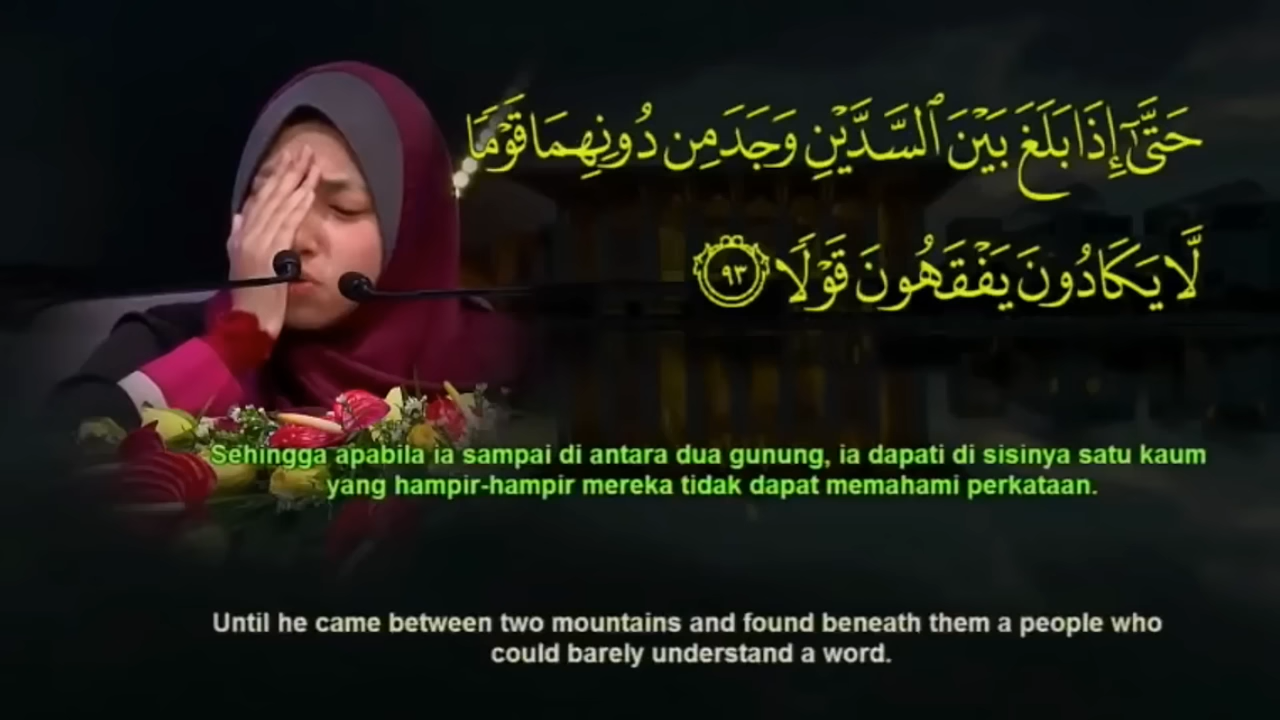 حَتَّىٰٓ إِذَا بَلَغَ بَيْنَ ٱلسَّدَّيْنِ وَجَدَ مِن دُونِهِمَا قَوْمًا
لَّا يَكَادُونَ يَفْقَهُونَ قَوْلًا ٩٣
Sehingga apabila ia sampai di antara dua gunung, ia dapati di sisinya satu kaum
yang hampir-hampir mereka tidak dapat memahami perkataan.
Until he came between two mountains and found beneath them a people who
could barely understand a word.